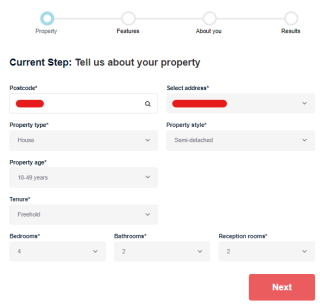 Property Features About you Results
Current Step: Tell us about your property
Postcode* Select address*
Property type* Property style*
House Semi-detached
Property age*
10-49 years
Tenure*
Freehold
Bedrooms* Bathrooms* Reception rooms*
4 2 2
Next